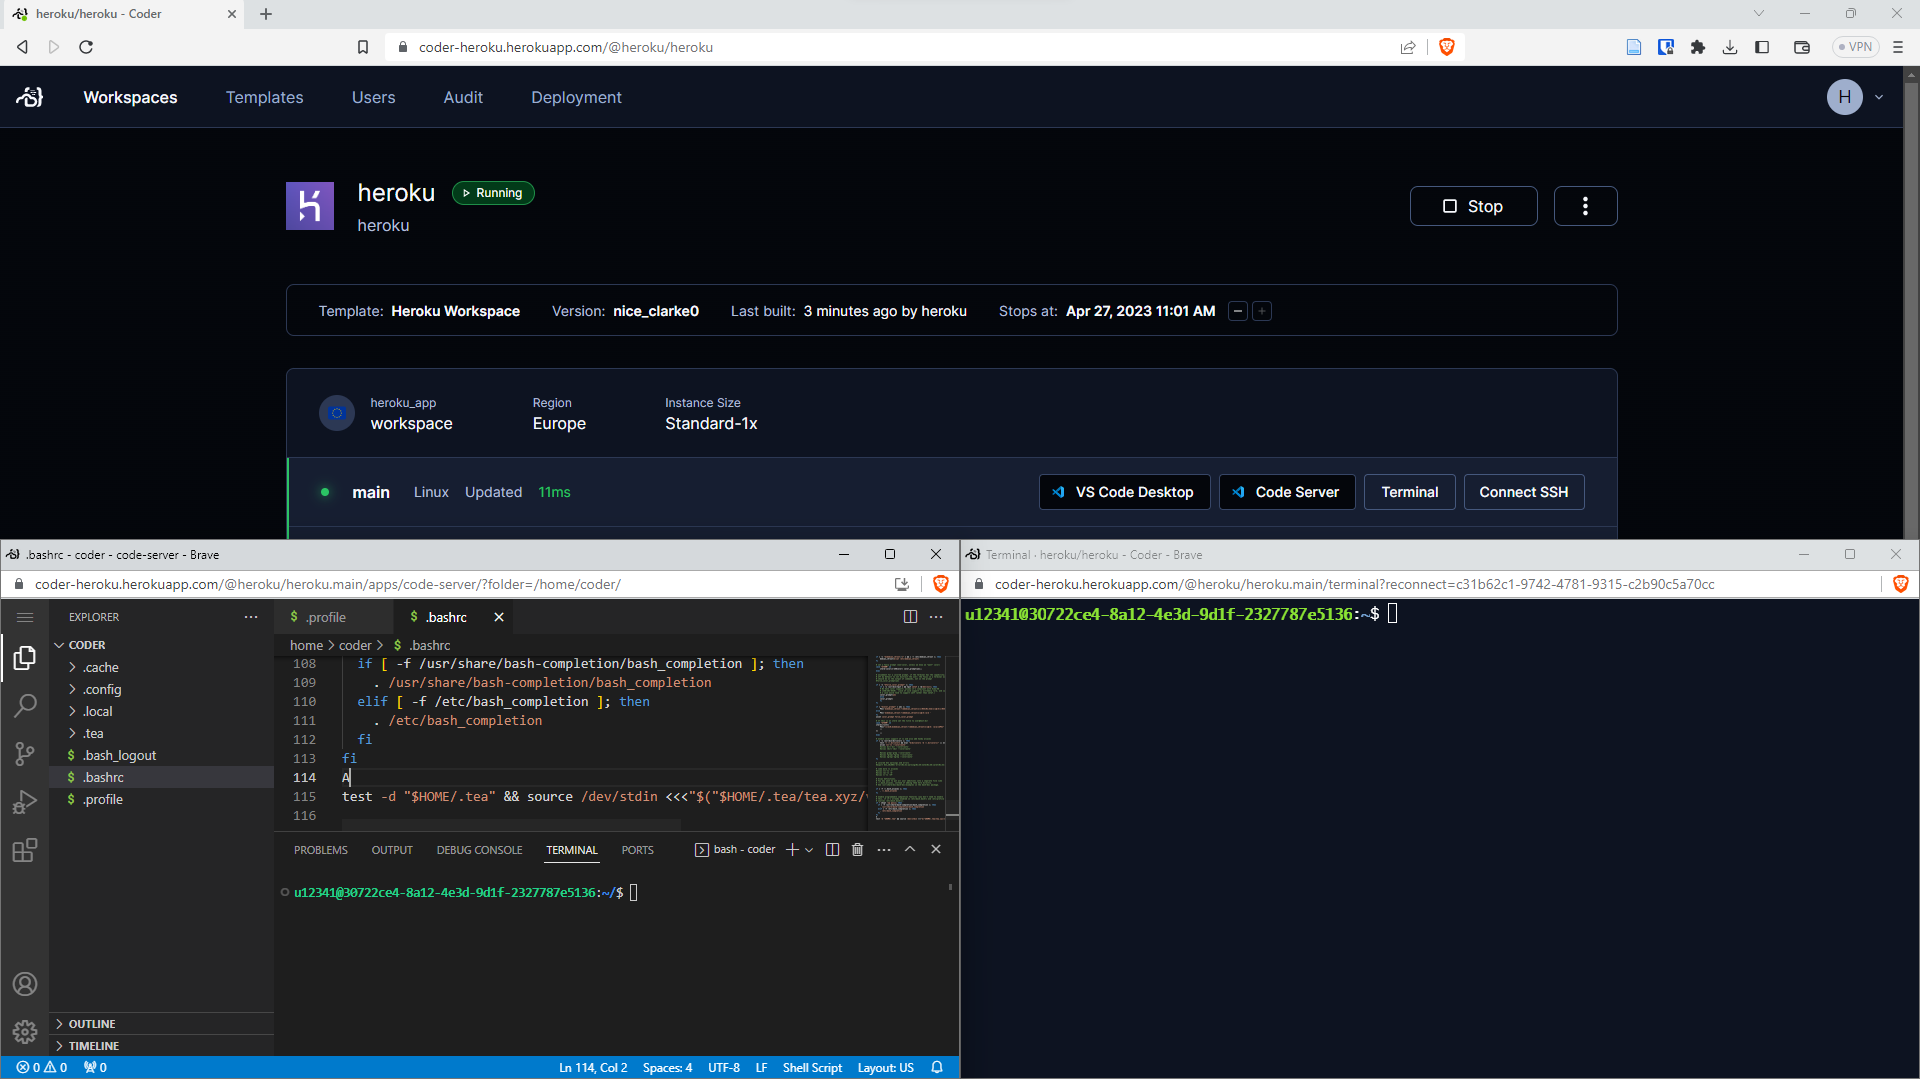 heroku/heroku - Coder
coder-heroku.herokuapp.com/@heroku/heroku
VPN
Workspaces
Templates
Users
Audit
Deployment
H
heroku
Running
heroku
Stop
Template: Heroku Workspace
Version: nice_clarke0
Last built: 3 minutes ago by heroku
Stops at: Apr 27, 2023 11:01 AM
heroku_app
workspace
Region
Europe
Instance Size
Standard-1x
main
Linux
Updated
11ms
VS Code Desktop
Code Server
Terminal
Connect SSH
.bashrc - coder - code-server - Brave
coder-heroku.herokuapp.com/@heroku/heroku.main/apps/code-server/?folder=/home/coder/
EXPLORER
CODER
.cache
.config
.local
.tea
$ .bash_logout
$ .bashrc
$ .profile
OUTLINE
TIMELINE
$ .profile
$ .bashrc
home > coder > $ .bashrc
108 if [ -f /usr/share/bash-completion/bash_completion ]; then
109 . /usr/share/bash-completion/bash_completion
110 elif [ -f /etc/bash_completion ]; then
111 . /etc/bash_completion
112 fi
113 fi
114 A
115 test -d "$HOME/.tea" && source /dev/stdin <<<"$("$HOME/.tea/tea.xyz/
116
PROBLEMS
OUTPUT
DEBUG CONSOLE
TERMINAL
PORTS
bash - coder
u12341@30722ce4-8a12-4e3d-9d1f-2327787e5136:~/$
0 0
0
Ln 114, Col 2
Spaces: 4
UTF-8
LF
Shell Script
Layout: US
Terminal · heroku/heroku - Coder - Brave
coder-heroku.herokuapp.com/@heroku/heroku.main/terminal?reconnect=c31b62c1-9742-4781-9315-c2b90c5a70cc
u12341@30722ce4-8a12-4e3d-9d1f-2327787e5136:~$